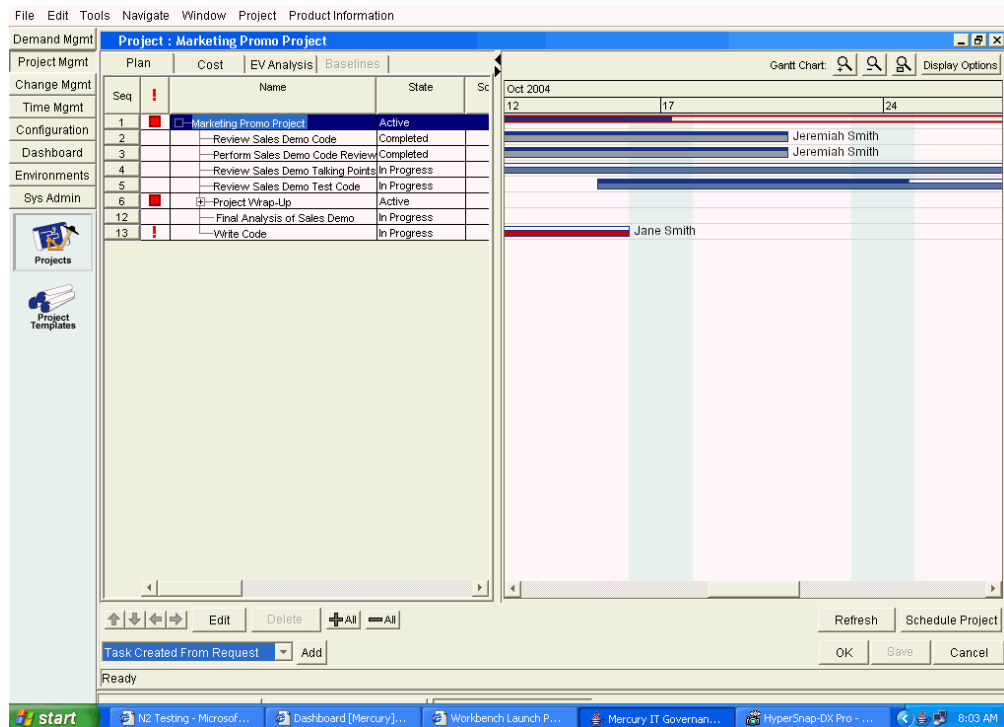 File Edit Tools Navigate Window Project Product Information
Demand Mgmt
Project Mgmt
Change Mgmt
Time Mgmt
Configuration
Dashboard
Environments
Sys Admin
Projects
Project Templates
Project : Marketing Promo Project
Plan Cost EV Analysis Baselines
Gantt Chart: Display Options
Seq ! Name State Sc
Oct 2004
12 17 24
1 Marketing Promo Project Active
2 Review Sales Demo Code Completed Jeremiah Smith
3 Perform Sales Demo Code Review Completed Jeremiah Smith
4 Review Sales Demo Talking Points In Progress
5 Review Sales Demo Test Code In Progress
6 Project Wrap-Up Active
12 Final Analysis of Sales Demo In Progress
13 ! Write Code In Progress Jane Smith
Edit Delete All All Refresh Schedule Project
Task Created From Request Add OK Save Cancel
Ready
start N2 Testing - Microsof... Dashboard [Mercury]... Workbench Launch P... Mercury IT Governan... HyperSnap-DX Pro - ... 8:03 AM